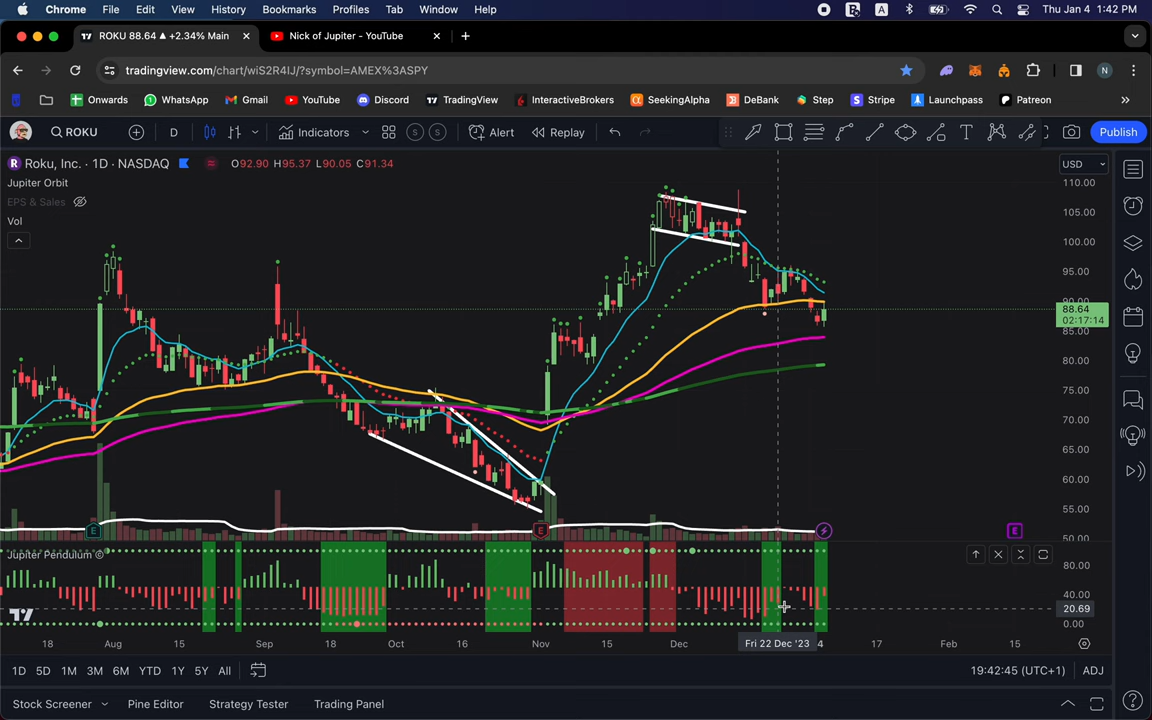 Chrome File Edit View History Bookmarks Profiles Tab Window Help A Thu Jan 4 1:42 PM
ROKU 88.64 ▲ +2.34% Main Nick of Jupiter - YouTube
tradingview.com/chart/wiS2R4IJ/?symbol=AMEX%3ASPY N
Onwards WhatsApp Gmail YouTube Discord TradingView InteractiveBrokers SeekingAlpha DeBank Step Stripe Launchpass Patreon »
ROKU D Indicators S S Alert Replay Publish
R Roku, Inc. · 1D · NASDAQ O92.90 H95.37 L90.05 C91.34 USD
Jupiter Orbit
EPS & Sales
Vol
110.00
105.00
100.00
95.00
90.00
88.64
02:17:14
85.00
80.00
75.00
70.00
65.00
60.00
55.00
50.00
E E E
Jupiter Pendulum ©
80.00
40.00
20.69
0.00
18 Aug 15 Sep 18 Oct 16 Nov 15 Dec Fri 22 Dec '23 4 17 Feb 15
1D 5D 1M 3M 6M YTD 1Y 5Y All 19:42:45 (UTC+1) ADJ
Stock Screener Pine Editor Strategy Tester Trading Panel